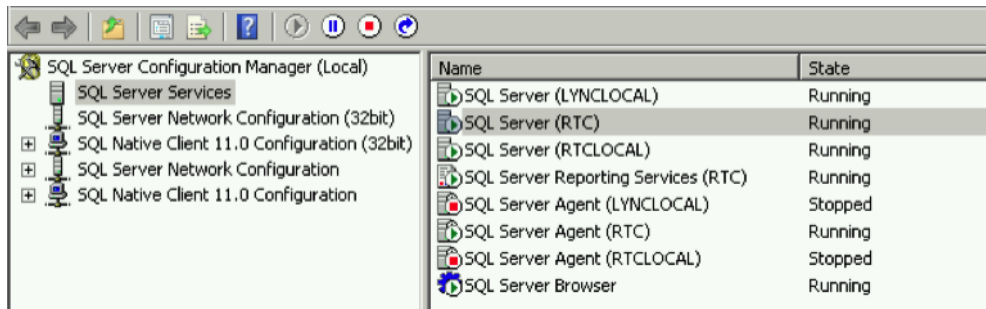 SQL Server Configuration Manager (Local)
SQL Server Services
SQL Server Network Configuration (32bit)
SQL Native Client 11.0 Configuration (32bit)
SQL Server Network Configuration
SQL Native Client 11.0 Configuration
Name State
SQL Server (LYNCLOCAL) Running
SQL Server (RTC) Running
SQL Server (RTCLOCAL) Running
SQL Server Reporting Services (RTC) Running
SQL Server Agent (LYNCLOCAL) Stopped
SQL Server Agent (RTC) Running
SQL Server Agent (RTCLOCAL) Stopped
SQL Server Browser Running